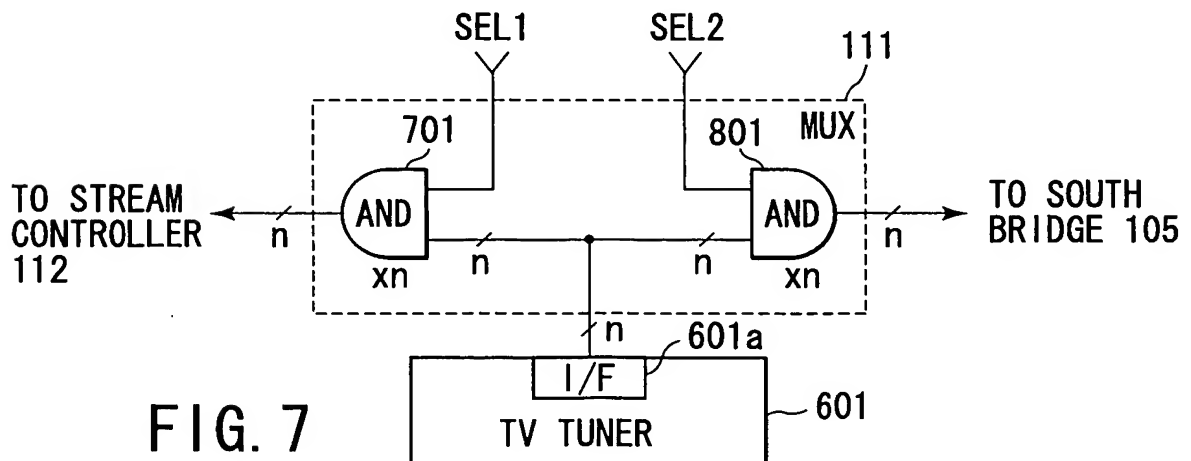 SEL1
SEL2
111
MUX
701
801
TO STREAM
CONTROLLER
112
n
AND
xn
n
n
AND
xn
n
TO SOUTH
BRIDGE 105
n
601a
I/F
601
TV TUNER
FIG. 7